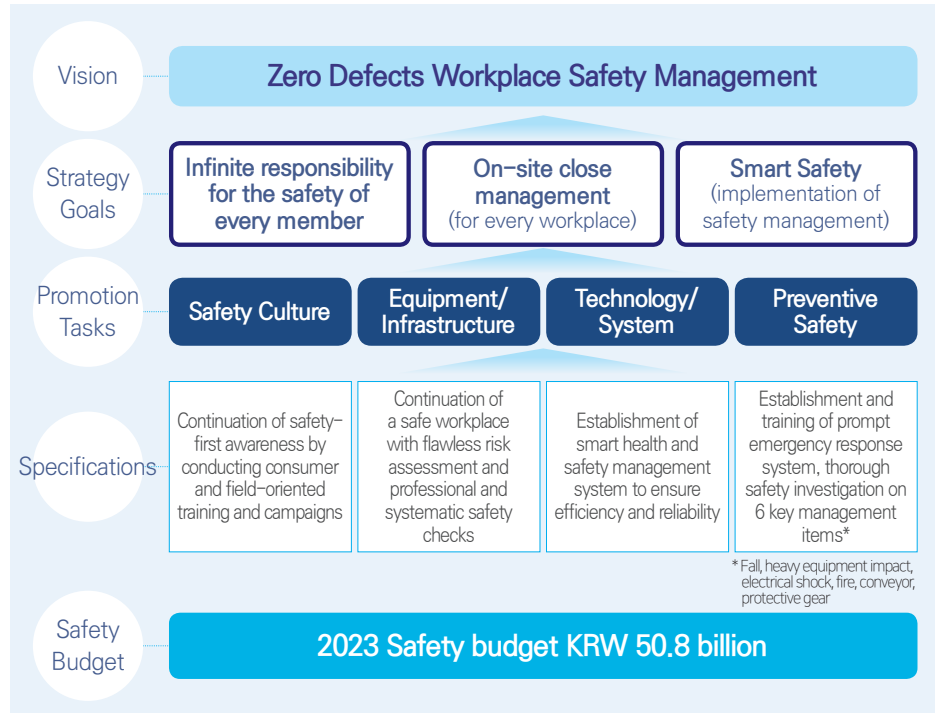 Vision
Zero Defects Workplace Safety Management
Strategy
Goals
Infinite responsibility
for the safety of
every member
On-site close
management
(for every workplace)
Smart Safety
(implementation of
safety management)
Promotion
Tasks
Safety Culture
Equipment/
Infrastructure
Technology/
System
Preventive
Safety
Specifications
Continuation of safety-
first awareness by
conducting consumer
and field-oriented
training and campaigns
Continuation of
a safe workplace
with flawless risk
assessment and
professional and
systematic safety
checks
Establishment of
smart health and
safety management
system to ensure
efficiency and reliability
Establishment and
training of prompt
emergency response
system, thorough
safety investigation on
6 key management
items*
* Fall, heavy equipment impact,
electrical shock, fire, conveyor,
protective gear
Safety
Budget
2023 Safety budget KRW 50.8 billion